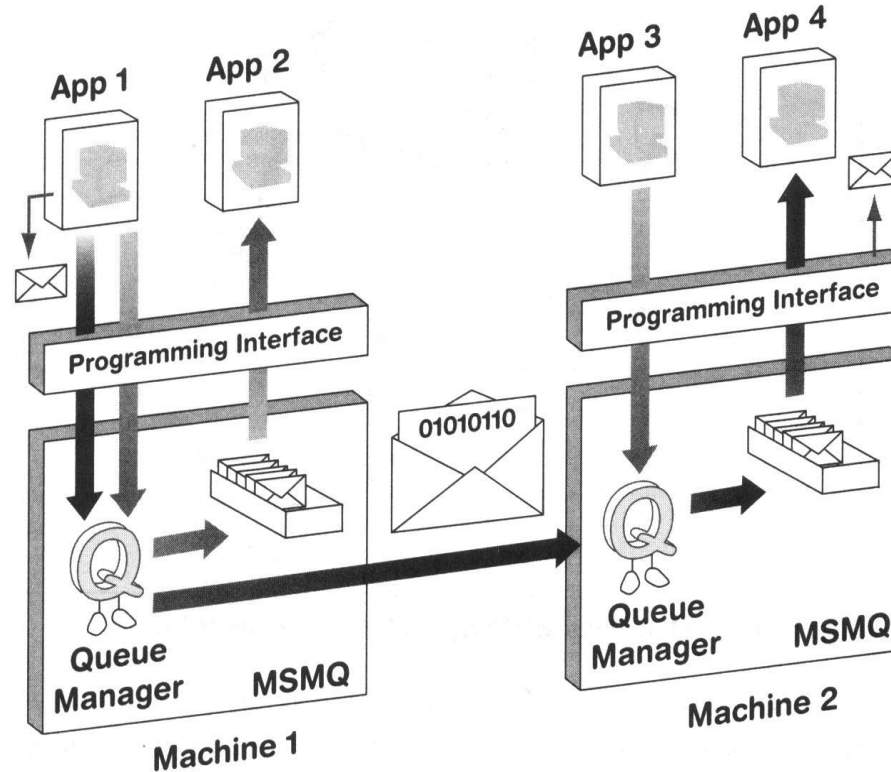 App 1
App 2
App 3
App 4
Programming Interface
Programming Interface
01010110
Queue
Manager
MSMQ
Machine 1
Queue
Manager
MSMQ
Machine 2